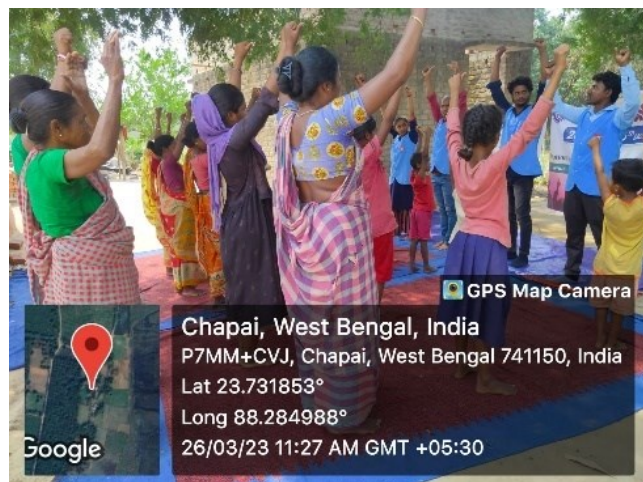 GPS Map Camera
Chapai, West Bengal, India
P7MM+CVJ, Chapai, West Bengal 741150, India
Lat 23.731853°
Long 88.284988°
26/03/23 11:27 AM GMT +05:30
Google